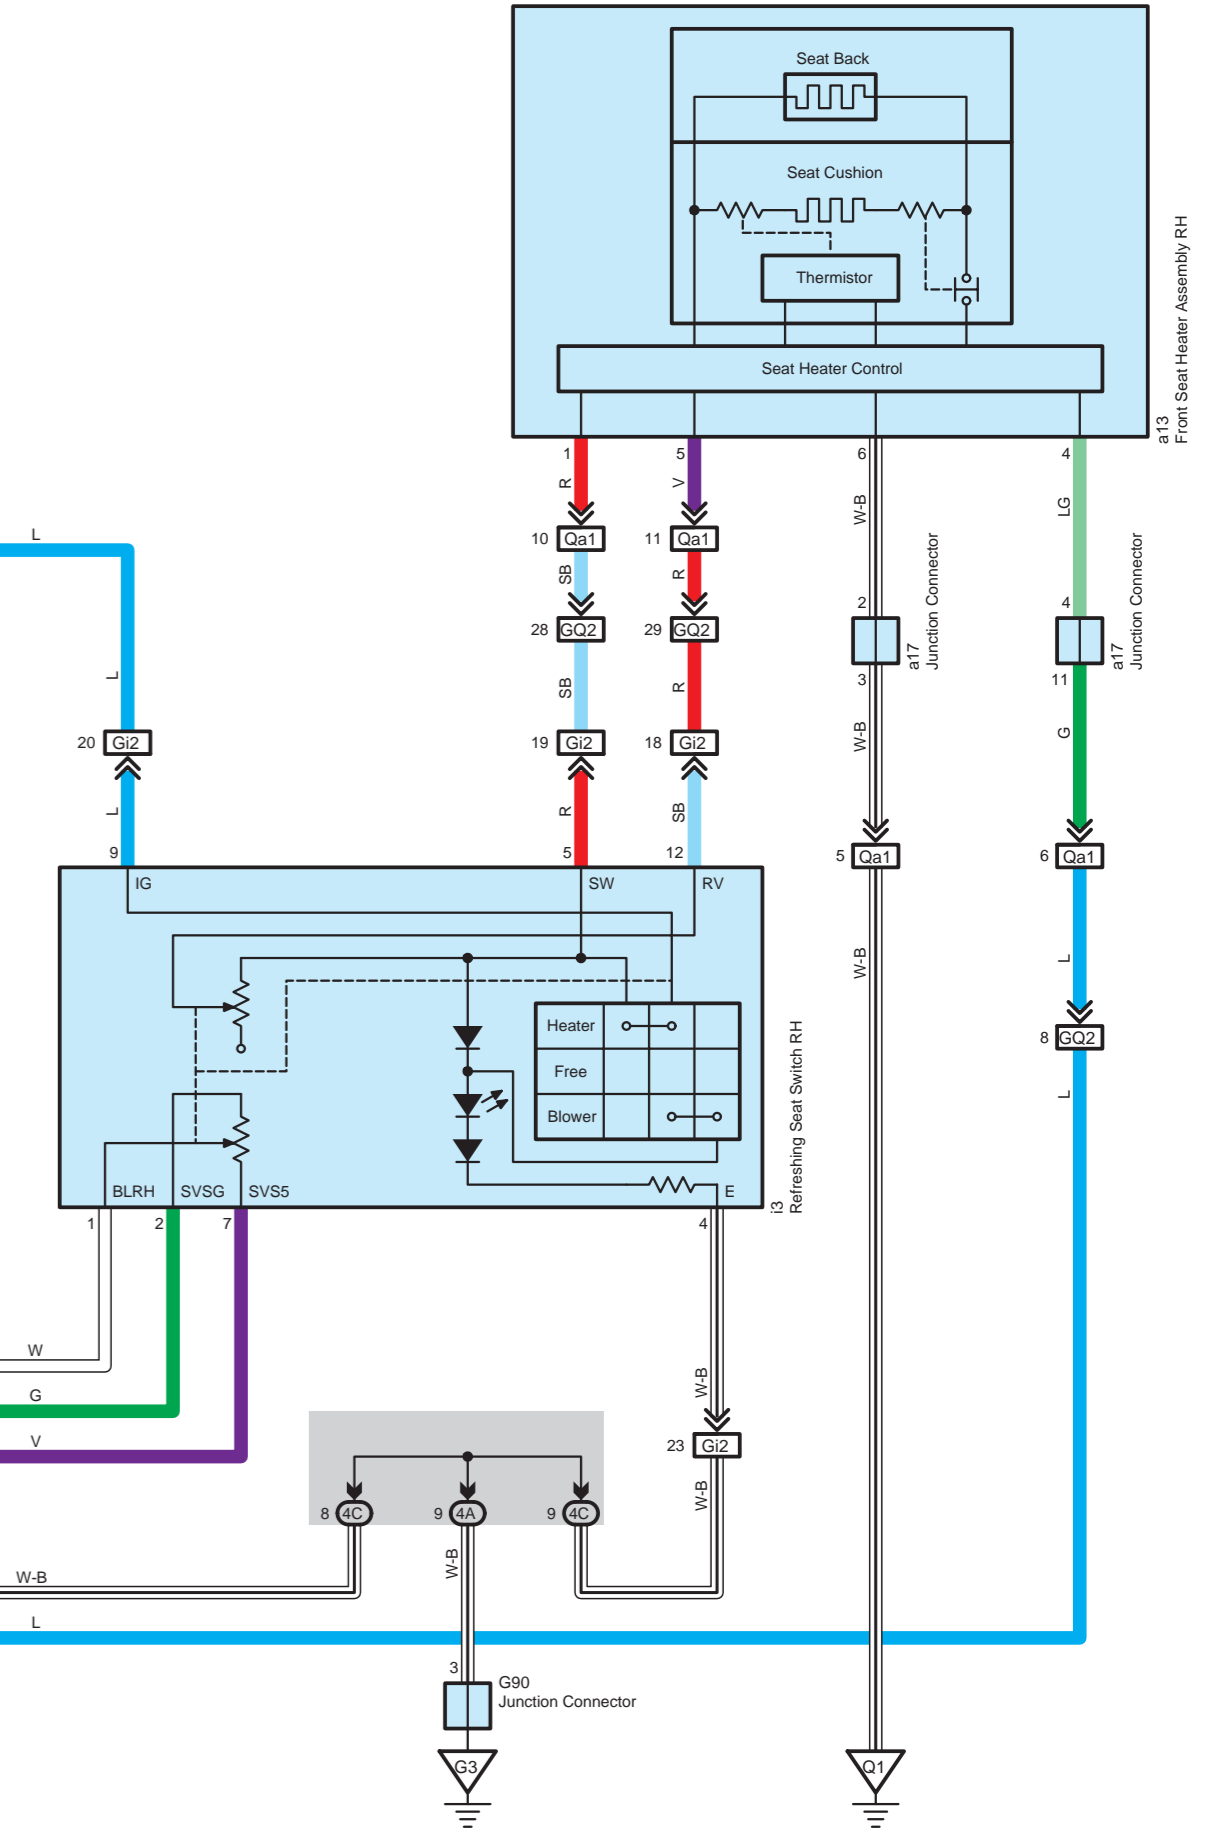 Seat Back
Seat Cushion
Thermistor
Seat Heater Control
a13
Front Seat Heater Assembly RH
1
5
6
4
R
V
W-B
LG
10 Qa1
11 Qa1
L
SB
R
2
4
28 GQ2
29 GQ2
a17
Junction Connector
a17
Junction Connector
L
SB
R
3
11
W-B
G
20 Gi2
19 Gi2
18 Gi2
L
R
SB
9
5
12
5 Qa1
6 Qa1
IG
SW
RV
W-B
L
Heater
Free
Blower
8 GQ2
L
i3
Refreshing Seat Switch RH
BLRH
SVSG
SVS5
E
1
2
7
4
W
G
V
W-B
23 Gi2
W-B
8 4C
9 4A
9 4C
W-B
W-B
L
3
G90
Junction Connector
G3
Q1